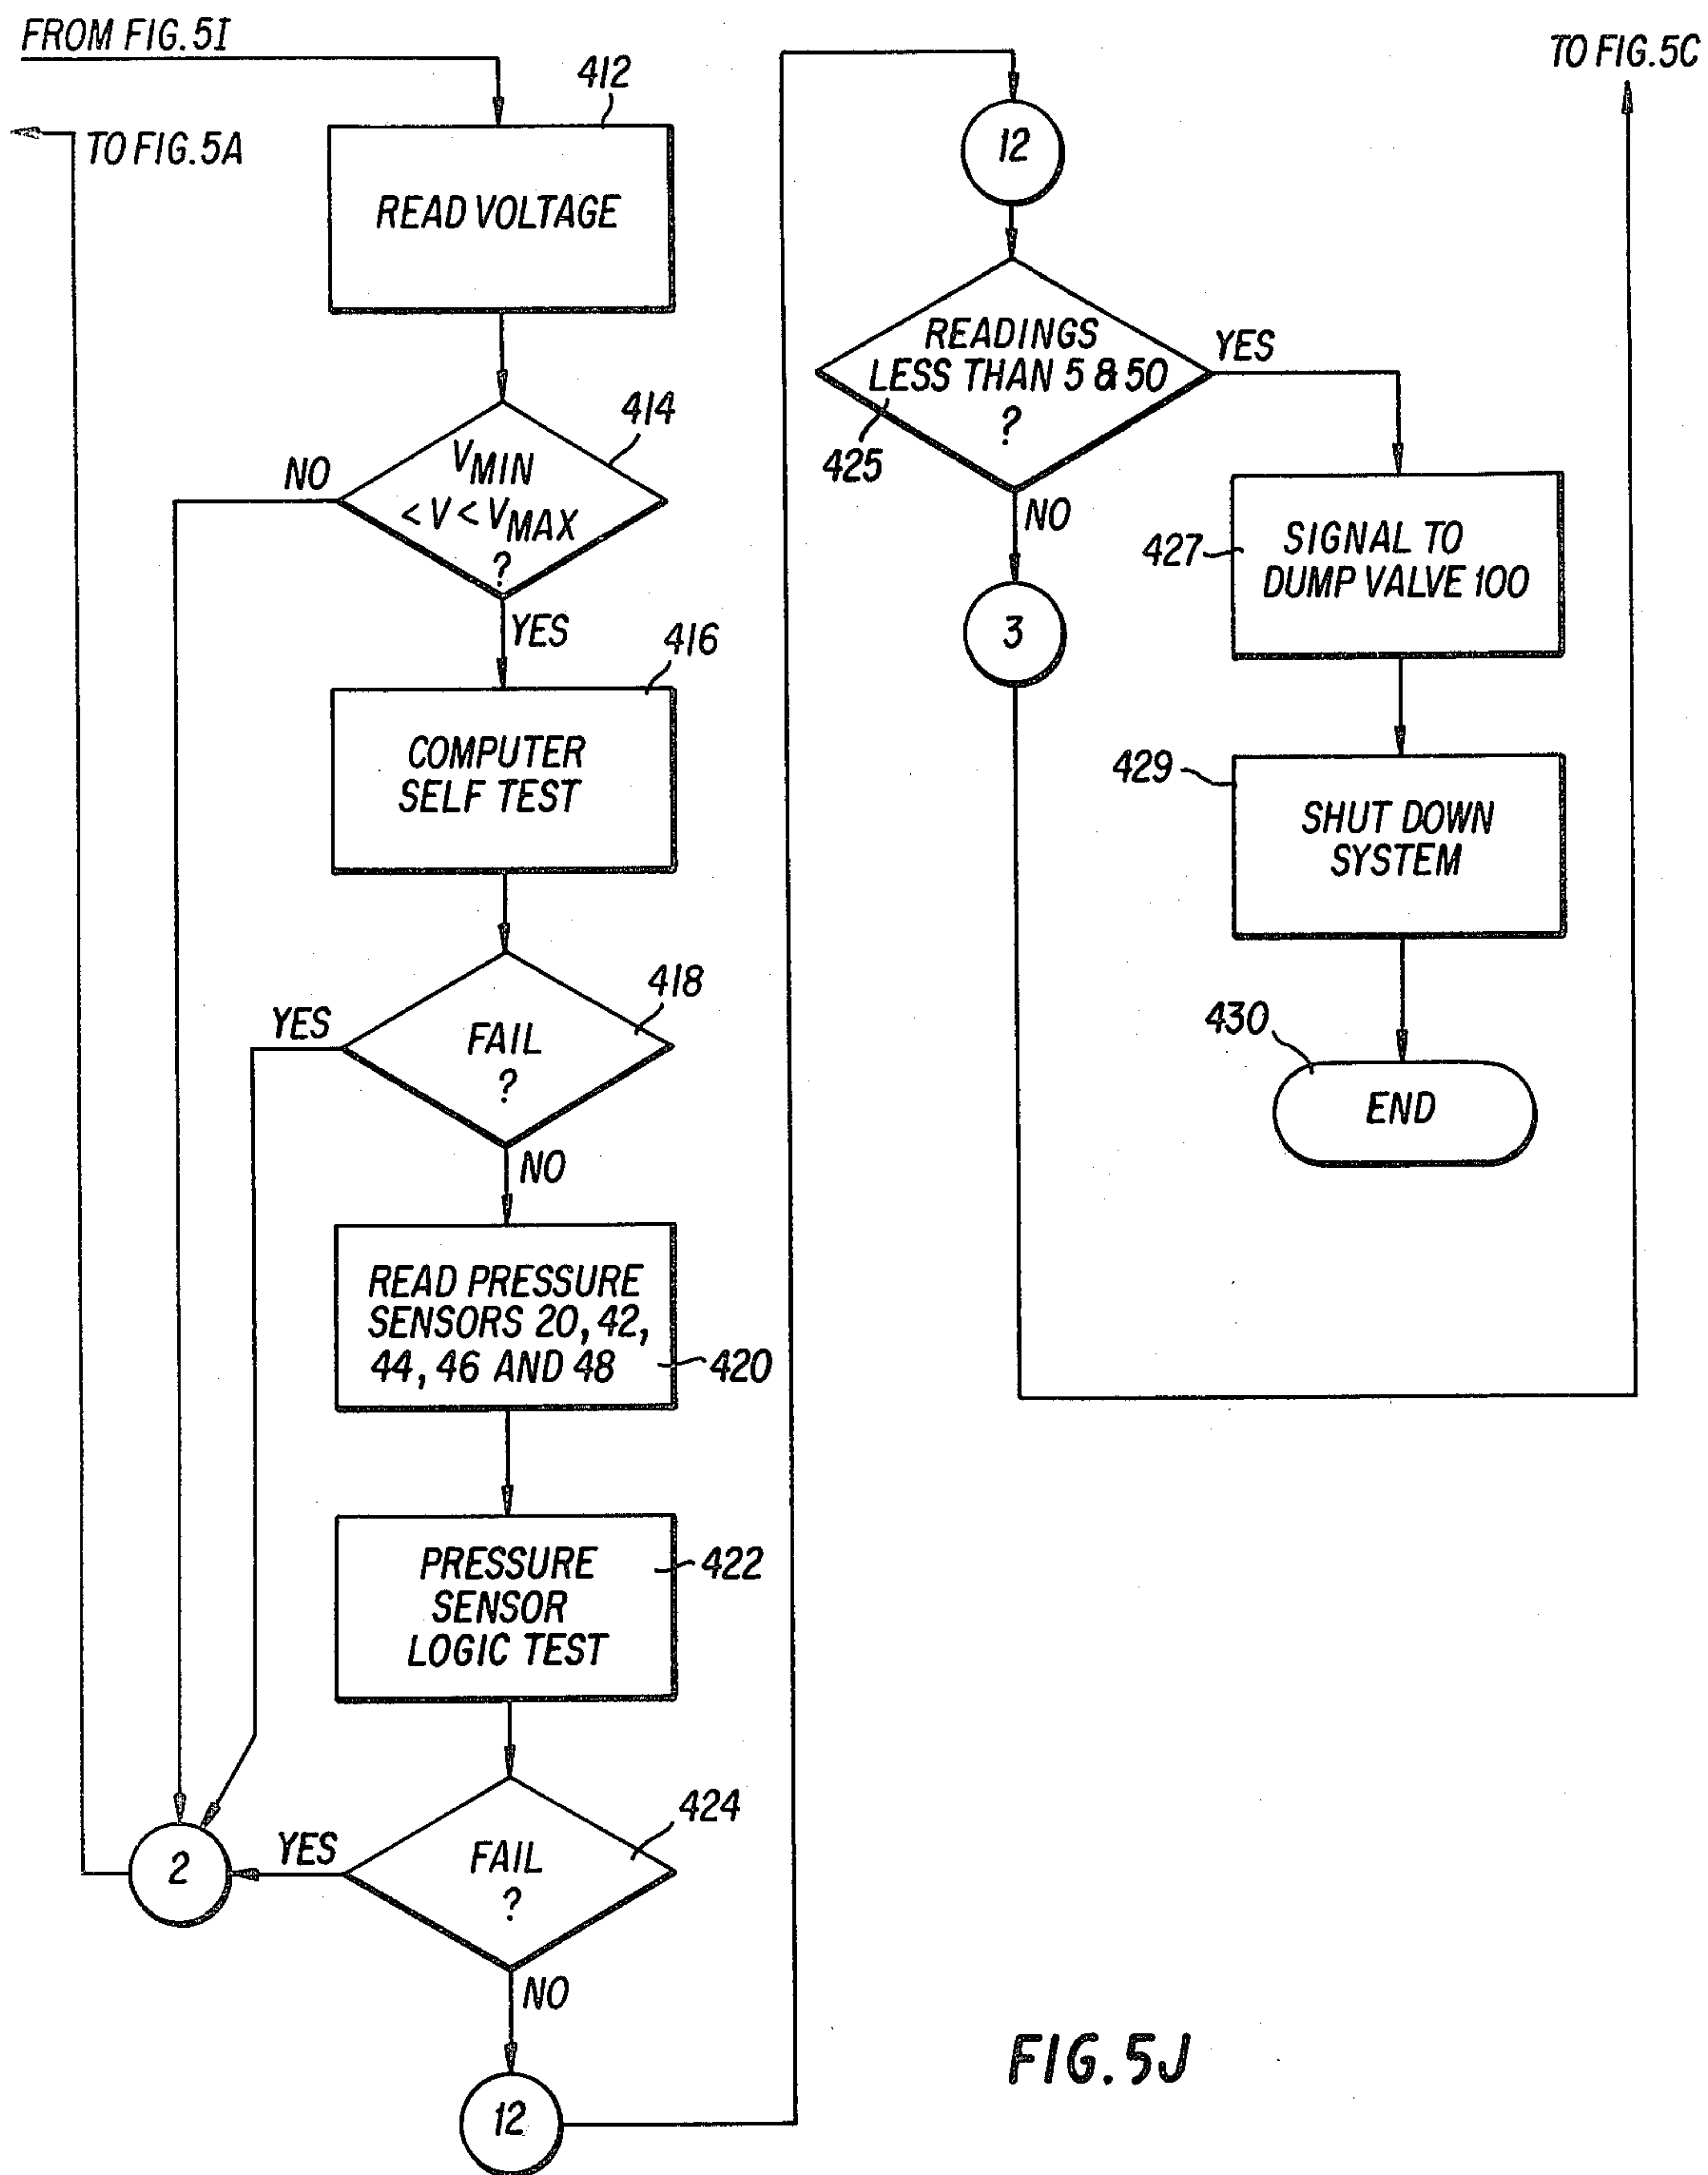 FROM FIG. 5I
TO FIG. 5A
412
READ VOLTAGE
414
NO
VMIN
< V < VMAX
?
YES
416
COMPUTER
SELF TEST
418
YES
FAIL
?
NO
READ PRESSURE
SENSORS 20, 42,
44, 46 AND 48
420
PRESSURE
SENSOR
LOGIC TEST
422
424
2
YES
FAIL
?
NO
12
12
READINGS
LESS THAN 5 & 50
?
425
YES
NO
3
427
SIGNAL TO
DUMP VALVE 100
429
SHUT DOWN
SYSTEM
430
END
TO FIG. 5C
FIG. 5J